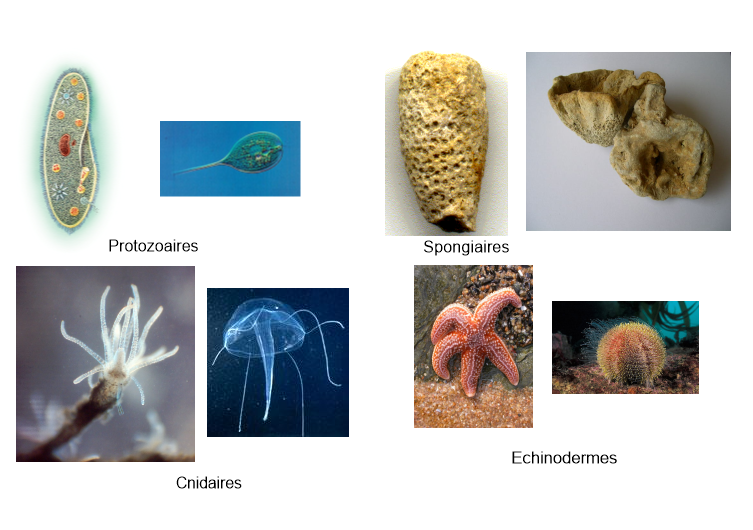 Protozoaires
Spongiaires
Cnidaires
Echinodermes